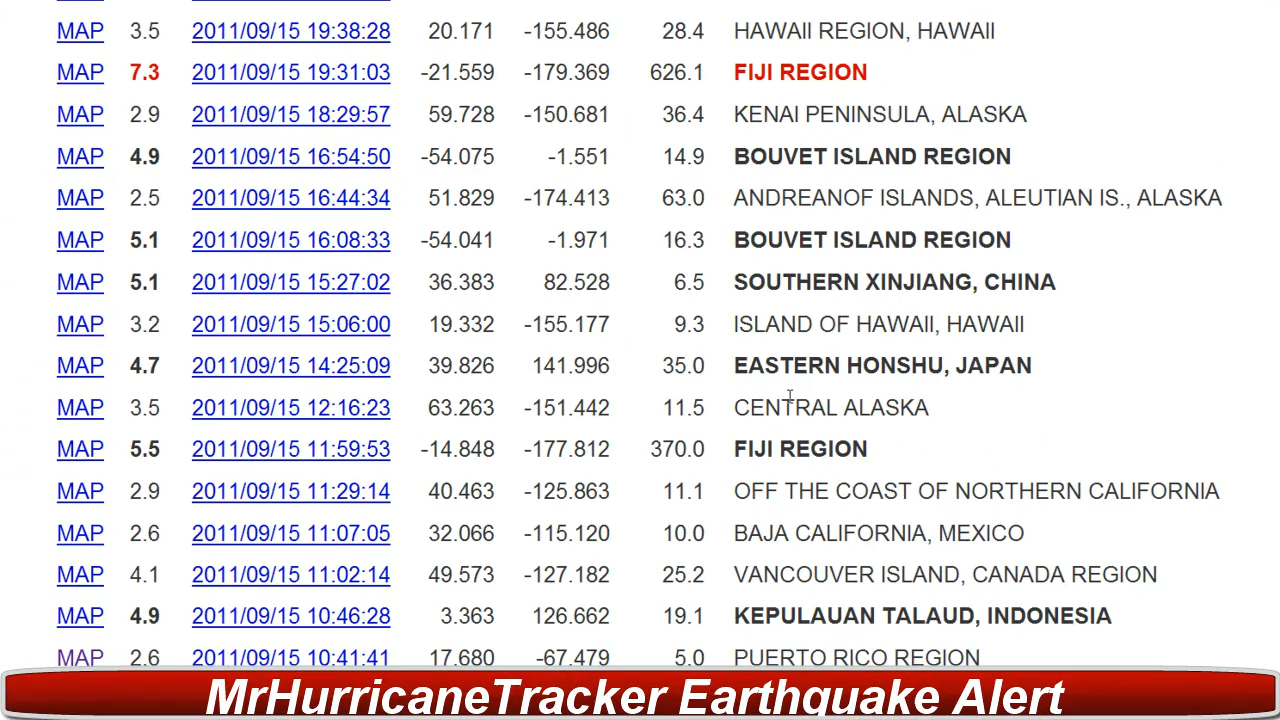 MAP 3.5 2011/09/15 19:38:28 20.171 -155.486 28.4 HAWAII REGION, HAWAII
MAP 7.3 2011/09/15 19:31:03 -21.559 -179.369 626.1 FIJI REGION
MAP 2.9 2011/09/15 18:29:57 59.728 -150.681 36.4 KENAI PENINSULA, ALASKA
MAP 4.9 2011/09/15 16:54:50 -54.075 -1.551 14.9 BOUVET ISLAND REGION
MAP 2.5 2011/09/15 16:44:34 51.829 -174.413 63.0 ANDREANOF ISLANDS, ALEUTIAN IS., ALASKA
MAP 5.1 2011/09/15 16:08:33 -54.041 -1.971 16.3 BOUVET ISLAND REGION
MAP 5.1 2011/09/15 15:27:02 36.383 82.528 6.5 SOUTHERN XINJIANG, CHINA
MAP 3.2 2011/09/15 15:06:00 19.332 -155.177 9.3 ISLAND OF HAWAII, HAWAII
MAP 4.7 2011/09/15 14:25:09 39.826 141.996 35.0 EASTERN HONSHU, JAPAN
MAP 3.5 2011/09/15 12:16:23 63.263 -151.442 11.5 CENTRAL ALASKA
MAP 5.5 2011/09/15 11:59:53 -14.848 -177.812 370.0 FIJI REGION
MAP 2.9 2011/09/15 11:29:14 40.463 -125.863 11.1 OFF THE COAST OF NORTHERN CALIFORNIA
MAP 2.6 2011/09/15 11:07:05 32.066 -115.120 10.0 BAJA CALIFORNIA, MEXICO
MAP 4.1 2011/09/15 11:02:14 49.573 -127.182 25.2 VANCOUVER ISLAND, CANADA REGION
MAP 4.9 2011/09/15 10:46:28 3.363 126.662 19.1 KEPULAUAN TALAUD, INDONESIA
MAP 2.6 2011/09/15 10:41:41 17.680 -67.479 5.0 PUERTO RICO REGION
MrHurricaneTracker Earthquake Alert